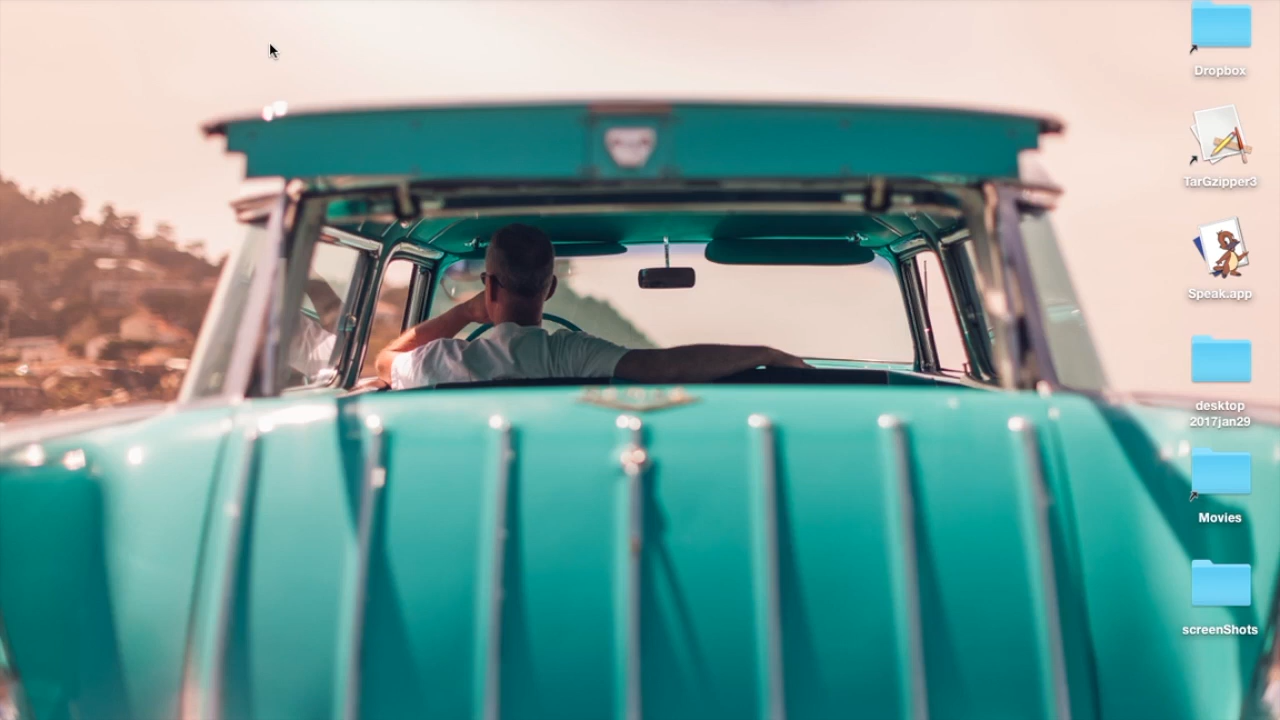 Dropbox
TarGzipper3
Speak.app
desktop
2017jan29
Movies
screenShots